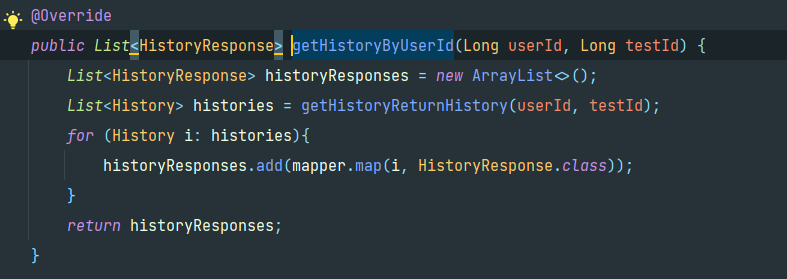 @Override
public List<HistoryResponse> getHistoryByUserId(Long userId, Long testId) {
List<HistoryResponse> historyResponses = new ArrayList<>();
List<History> histories = getHistoryReturnHistory(userId, testId);
for (History i: histories){
historyResponses.add(mapper.map(i, HistoryResponse.class));
}
return historyResponses;
}